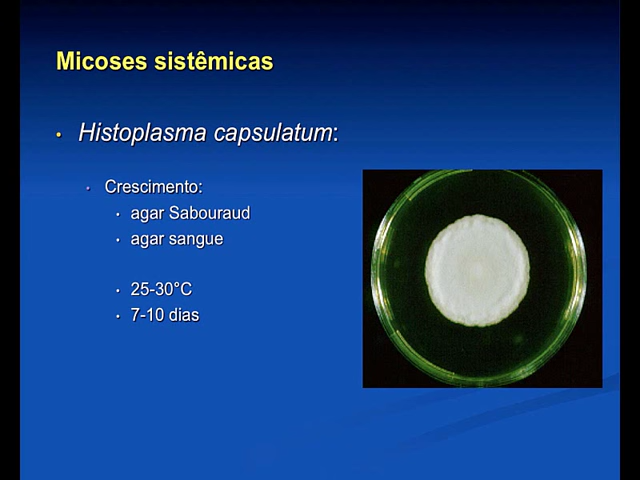 Micoses sistêmicas
• Histoplasma capsulatum:
• Crescimento:
• agar Sabouraud
• agar sangue
• 25-30°C
• 7-10 dias